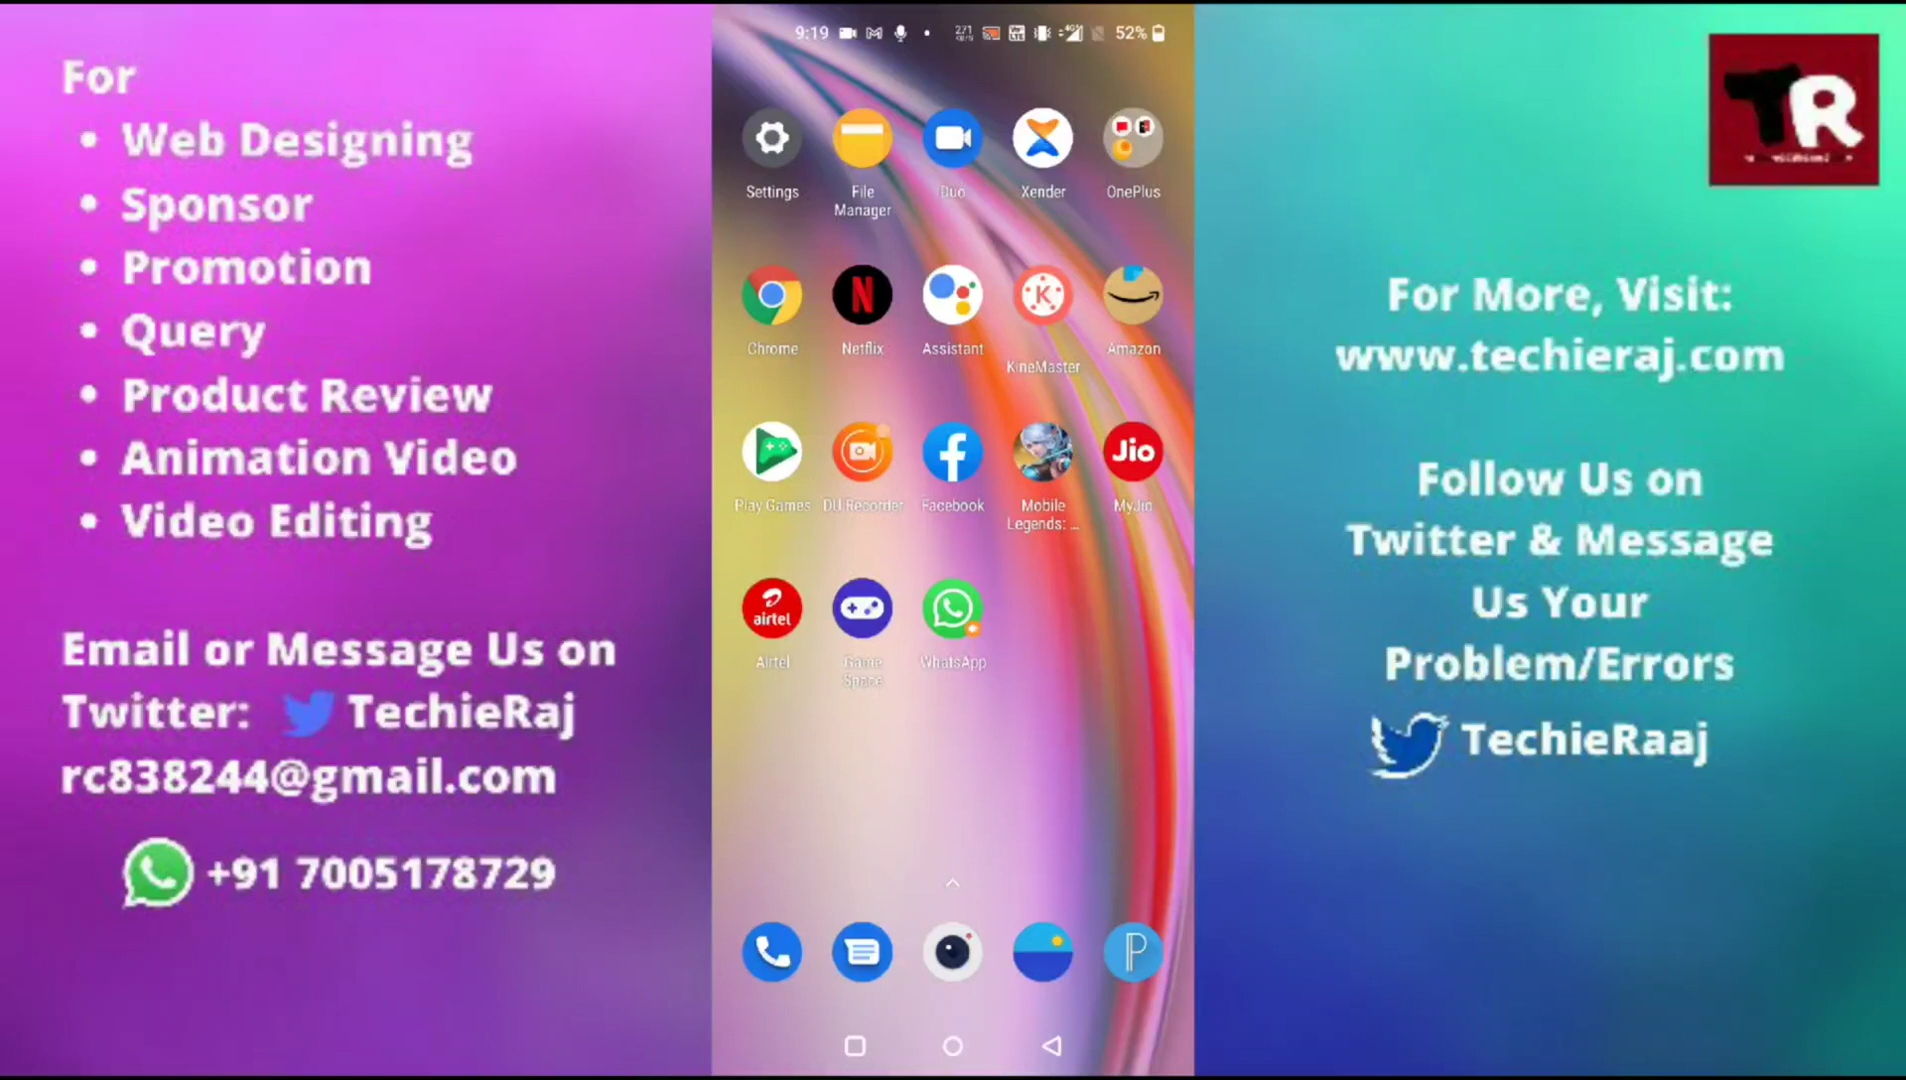 For
• Web Designing
• Sponsor
• Promotion
• Query
• Product Review
• Animation Video
• Video Editing
Email or Message Us on
Twitter: TechieRaj
rc838244@gmail.com
+91 7005178729
9:19 52%
Settings File Manager Duo Xender OnePlus
Chrome Netflix Assistant KineMaster Amazon
Jio
Play Games DU Recorder Facebook Mobile Legends: ... MyJio
airtel
Airtel Game Space WhatsApp
TR
For More, Visit:
www.techieraj.com
Follow Us on
Twitter & Message
Us Your
Problem/Errors
TechieRaaj